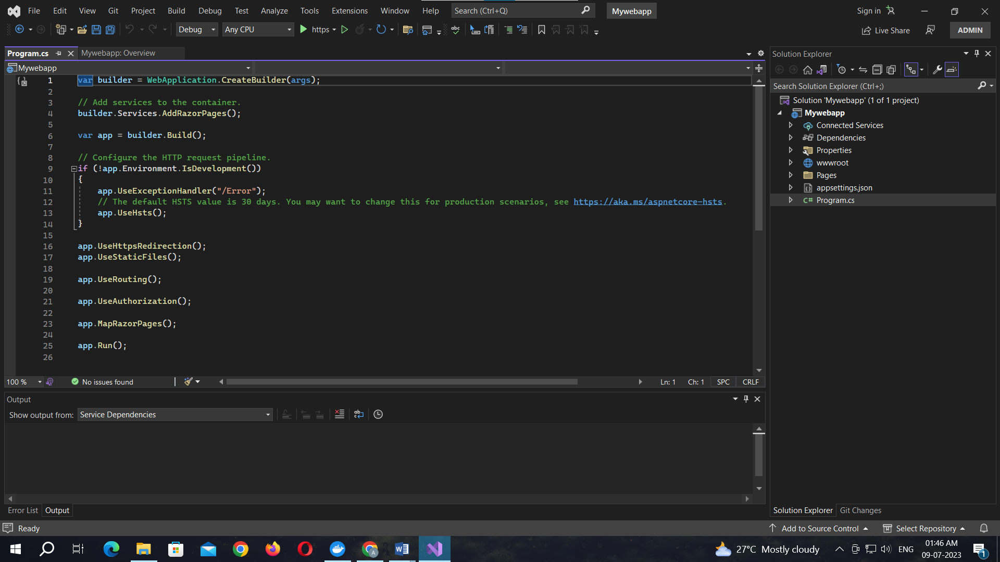 File Edit View Git Project Build Debug Test Analyze Tools Extensions Window Help Search (Ctrl+Q) Mywebapp Sign in
Debug Any CPU https Live Share ADMIN
Program.cs Mywebapp: Overview
Mywebapp
1 var builder = WebApplication.CreateBuilder(args);
2
3 // Add services to the container.
4 builder.Services.AddRazorPages();
5
6 var app = builder.Build();
7
8 // Configure the HTTP request pipeline.
9 if (!app.Environment.IsDevelopment())
10 {
11 app.UseExceptionHandler("/Error");
12 // The default HSTS value is 30 days. You may want to change this for production scenarios, see https://aka.ms/aspnetcore-hsts.
13 app.UseHsts();
14 }
15
16 app.UseHttpsRedirection();
17 app.UseStaticFiles();
18
19 app.UseRouting();
20
21 app.UseAuthorization();
22
23 app.MapRazorPages();
24
25 app.Run();
26
100 % No issues found Ln: 1 Ch: 1 SPC CRLF
Output
Show output from: Service Dependencies
Error List Output
Solution Explorer
Search Solution Explorer (Ctrl+;)
Solution 'Mywebapp' (1 of 1 project)
Mywebapp
Connected Services
Dependencies
Properties
wwwroot
Pages
appsettings.json
C# Program.cs
Solution Explorer Git Changes
Ready Add to Source Control Select Repository
27°C Mostly cloudy ENG 01:46 AM
09-07-2023
1